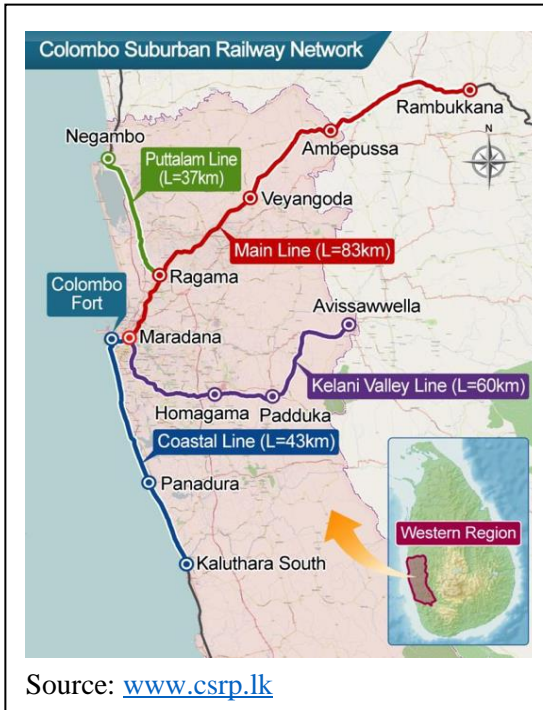 Colombo Suburban Railway Network
Rambukkana
N
Negambo
Ambepussa
Puttalam Line
(L=37km)
Veyangoda
Main Line (L=83km)
Ragama
Colombo
Fort
Avissawwella
Maradana
Kelani Valley Line (L=60km)
Homagama
Padduka
Coastal Line (L=43km)
Panadura
Western Region
Kaluthara South
Source: www.csrp.lk